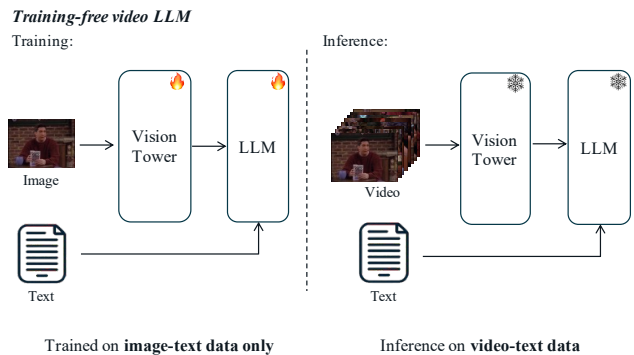 Training-free video LLM
Training:
Vision
Tower
LLM
Image
Text
Trained on image-text data only
Inference:
Vision
Tower
LLM
Video
Text
Inference on video-text data